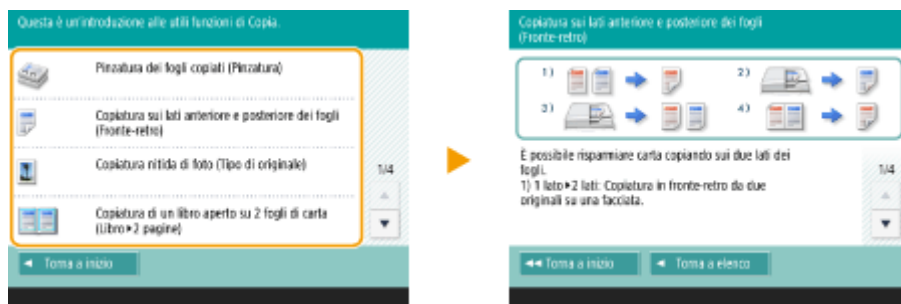 Questa è un'introduzione alle utili funzioni di Copia.
Pinzatura dei fogli copiati (Pinzatura)
Copiatura sui lati anteriore e posteriore dei fogli
(Fronte-retro)
Copiatura nitida di foto (Tipo di originale)
Copiatura di un libro aperto su 2 fogli di carta
(Libro▸2 pagine)
1/4
◄ Torna a inizio
Copiatura sui lati anteriore e posteriore dei fogli
(Fronte-retro)
1)
2)
3)
4)
È possibile risparmiare carta copiando sui due lati dei
fogli.
1) 1 lato▸2 lati: Copiatura in fronte-retro da due
originali su una facciata.
1/4
◄◄ Torna a inizio
◄ Torna a elenco